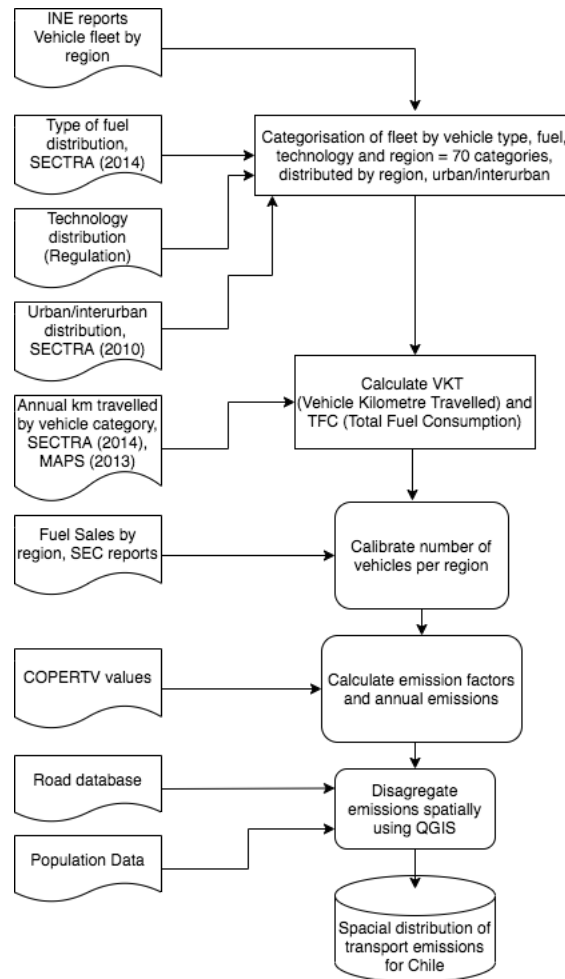 INE reports
Vehicle fleet by
region
Type of fuel
distribution,
SECTRA (2014)
Categorisation of fleet by vehicle type, fuel,
technology and region = 70 categories,
distributed by region, urban/interurban
Technology
distribution
(Regulation)
Urban/interurban
distribution,
SECTRA (2010)
Annual km travelled
by vehicle category,
SECTRA (2014),
MAPS (2013)
Calculate VKT
(Vehicle Kilometre Travelled) and
TFC (Total Fuel Consumption)
Fuel Sales by
region, SEC reports
Calibrate number of
vehicles per region
COPERTV values
Calculate emission factors
and annual emissions
Road database
Disagregate
emissions spatially
using QGIS
Population Data
Spacial distribution of
transport emissions
for Chile